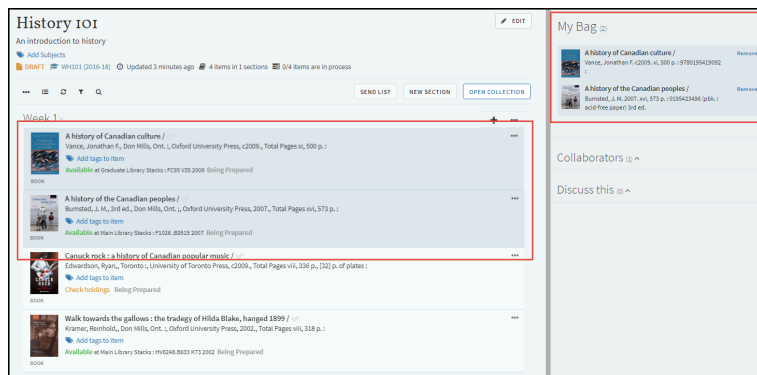 History 101
EDIT
An introduction to history
Add Subjects
DRAFT WH101 (2016-18) Updated 3 minutes ago 4 items in 1 sections 0/4 items are in process
SEND LIST NEW SECTION OPEN COLLECTION
Week 1
A history of Canadian culture /
Vance, Jonathan F., Don Mills, Ont. :, Oxford University Press, c2009., Total Pages xi, 500 p. :
Add tags to item
Available at Graduate Library Stacks : FC95 V35 2009 Being Prepared
BOOK
A history of the Canadian peoples /
Bumsted, J. M., 3rd ed., Don Mills, Ont. :, Oxford University Press, 2007., Total Pages xvi, 573 p. :
Add tags to item
Available at Main Library Stacks : F1026 .B9515 2007 Being Prepared
BOOK
Canuck rock : a history of Canadian popular music /
Edwardson, Ryan,, Toronto :, University of Toronto Press, c2009., Total Pages viii, 336 p., [32] p. of plates :
Add tags to item
Check holdings Being Prepared
BOOK
Walk towards the gallows : the tradegy of Hilda Blake, hanged 1899 /
Kramer, Reinhold,, Don Mills, Ont. :, Oxford University Press, 2002., Total Pages viii, 318 p. :
Add tags to item
Available at Main Library Stacks : HV6248.B633 K73 2002 Being Prepared
BOOK
My Bag (2)
A history of Canadian culture /
Remove
Vance, Jonathan F. c2009. xi, 500 p. : 9780195419092
:
A history of the Canadian peoples /
Remove
Bumsted, J. M. 2007. xvi, 573 p. : 0195423496 (pbk. :
acid-free paper) 3rd ed.
Collaborators (1)
Discuss this (0)